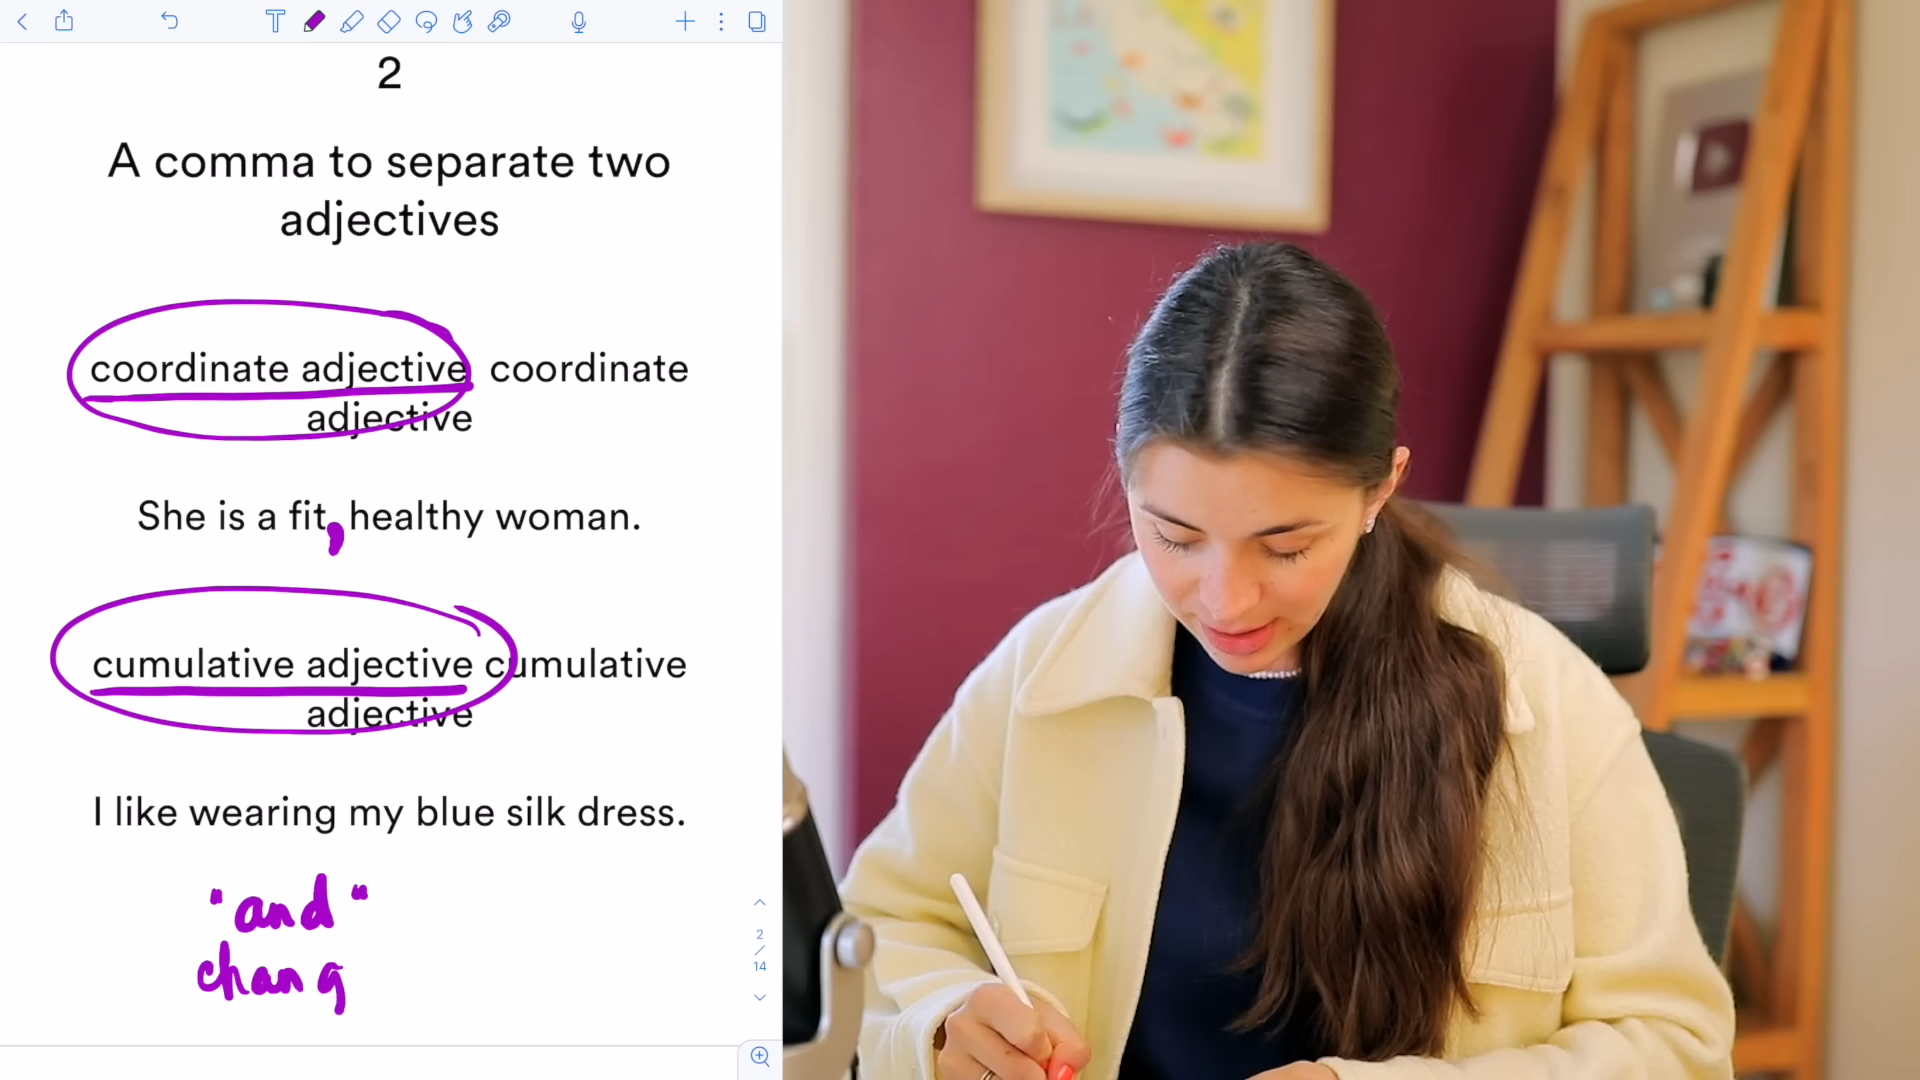 2
A comma to separate two
adjectives
coordinate adjective coordinate
adjective
She is a fit, healthy woman.
cumulative adjective cumulative
adjective
I like wearing my blue silk dress.
"and"
chang
2
/
14